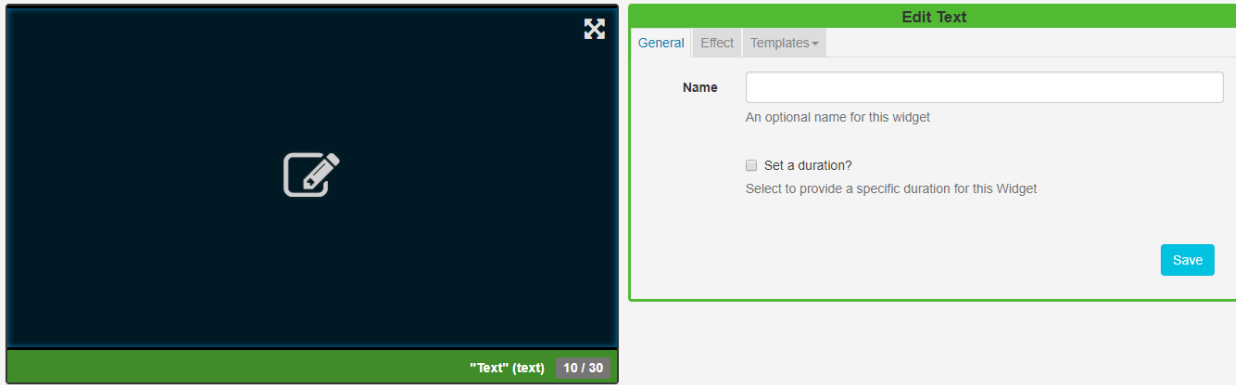 "Text" (text) 10 / 30
Edit Text
General Effect Templates
Name
An optional name for this widget
Set a duration?
Select to provide a specific duration for this Widget
Save